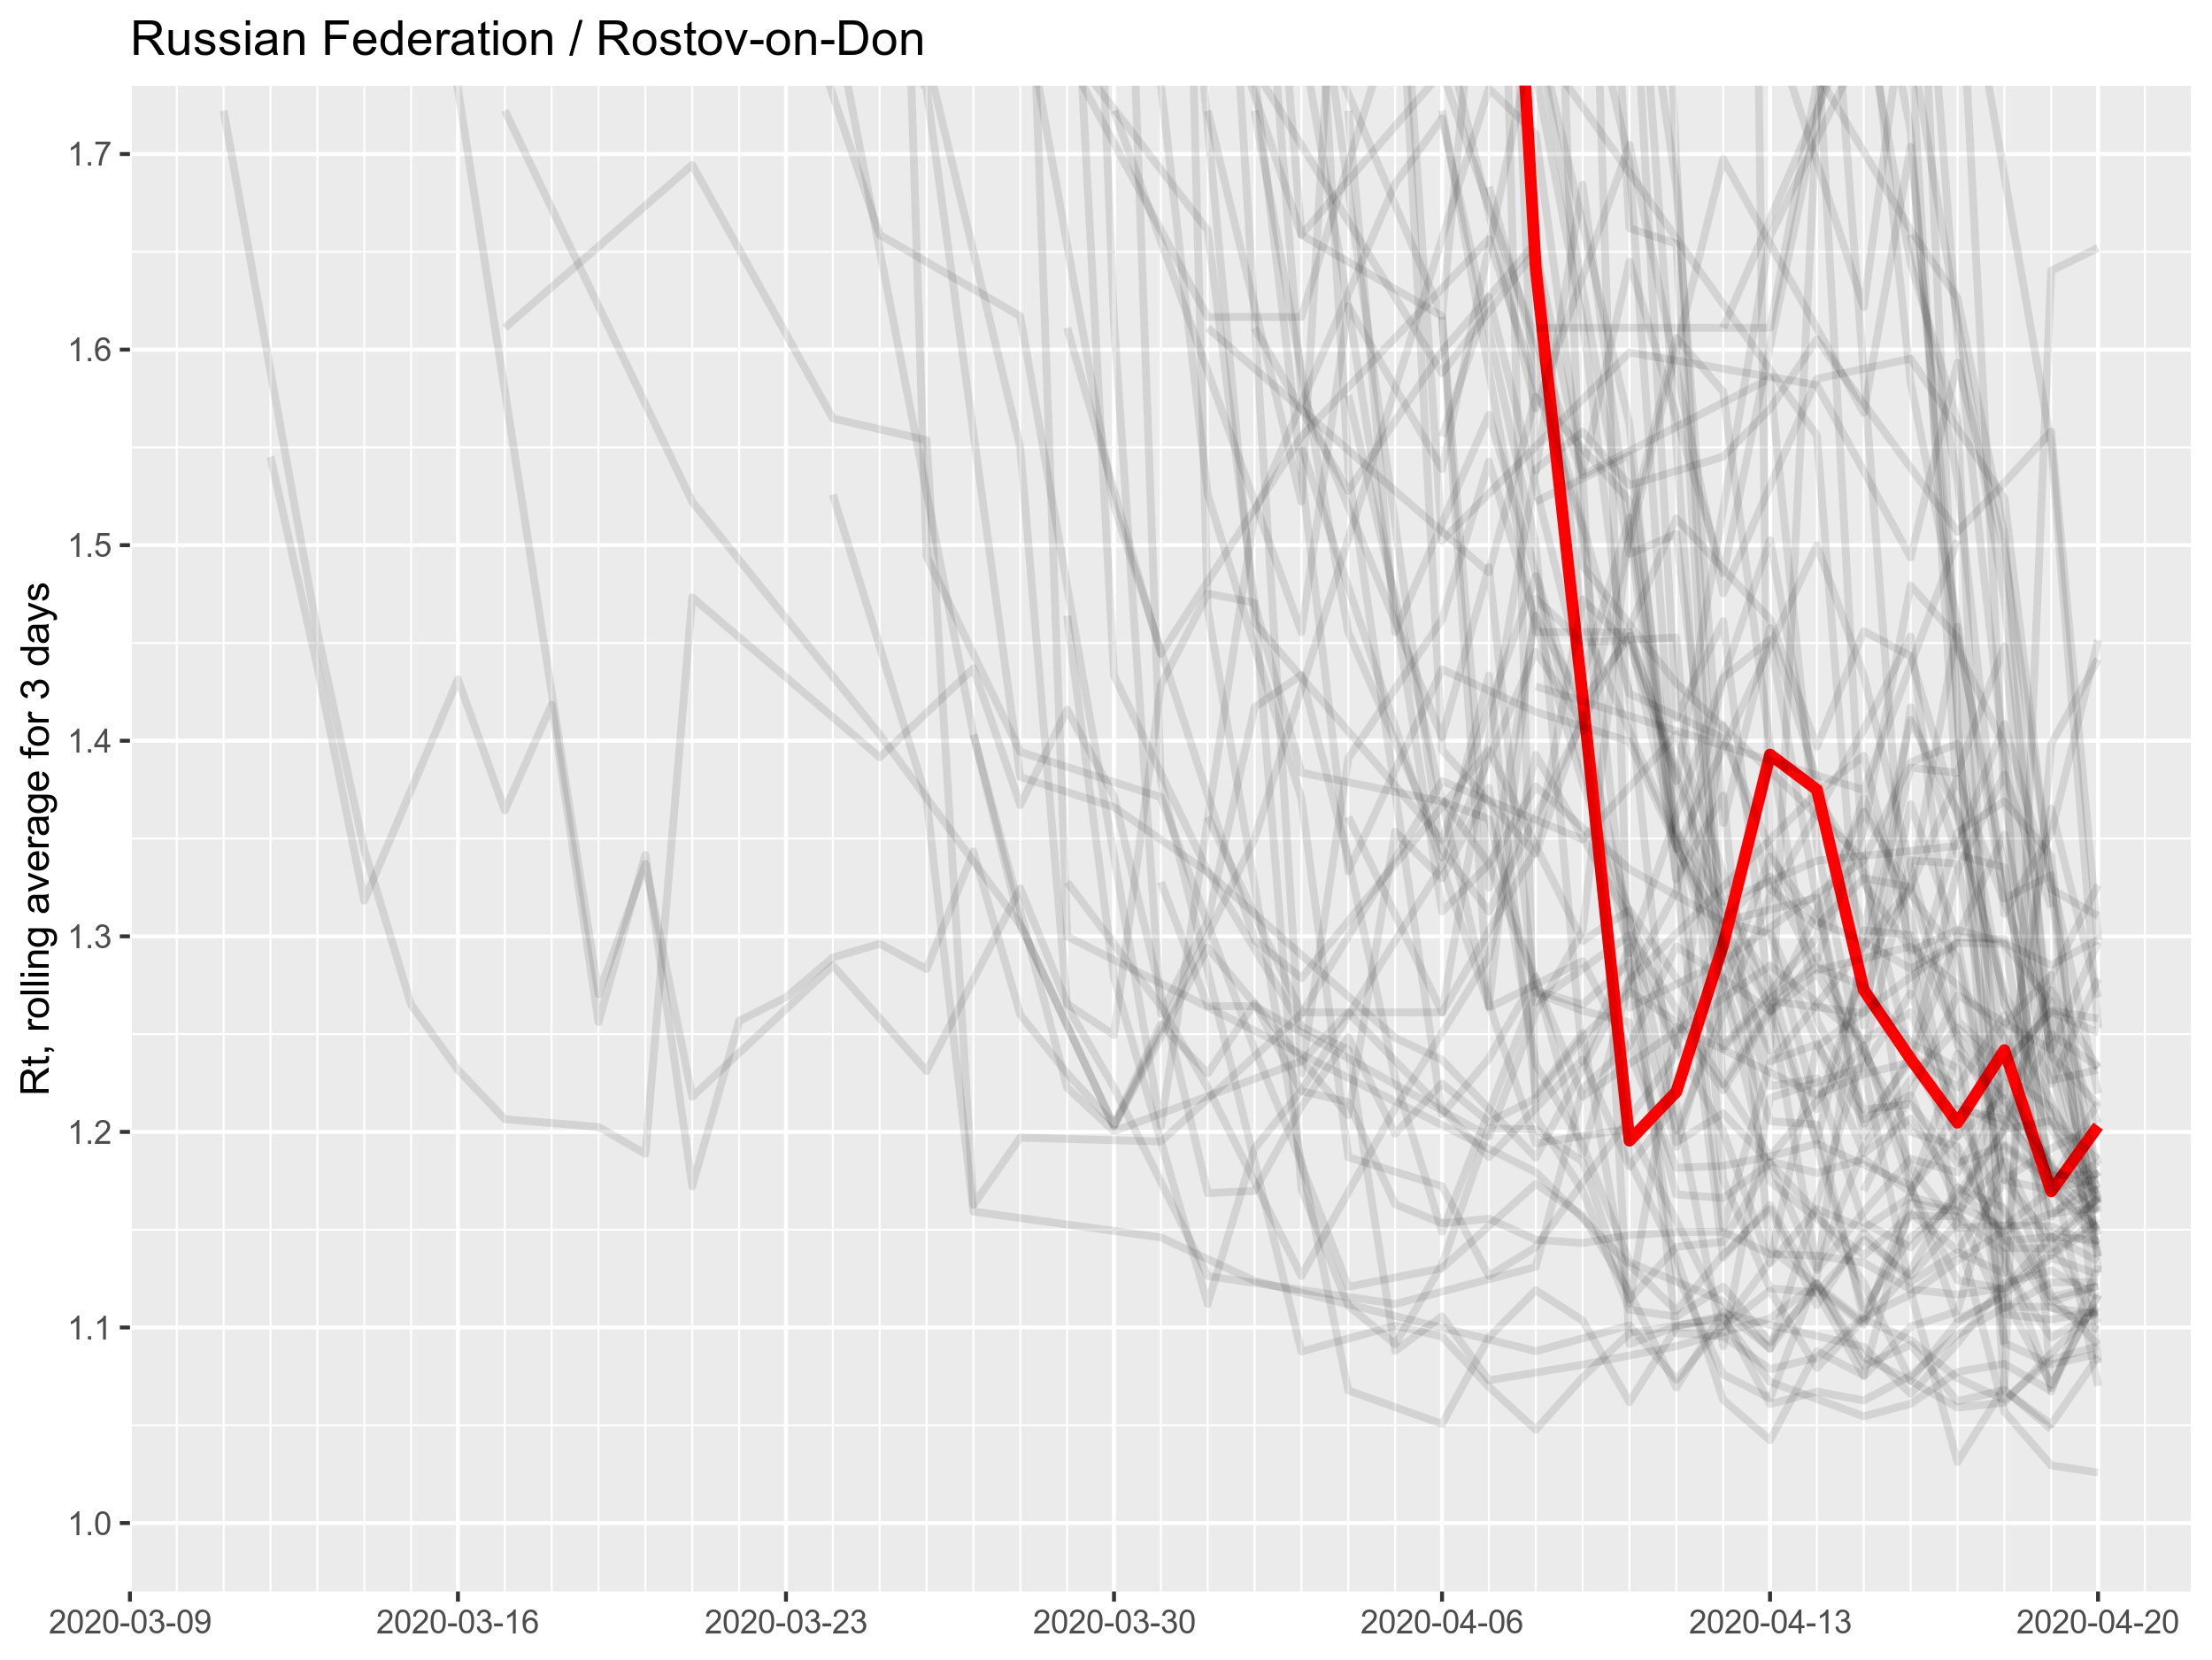 Russian Federation / Rostov-on-Don
Rt, rolling average for 3 days
1.7
1.6
1.5
1.4
1.3
1.2
1.1
1.0
2020-03-09 2020-03-16 2020-03-23 2020-03-30 2020-04-06 2020-04-13 2020-04-20